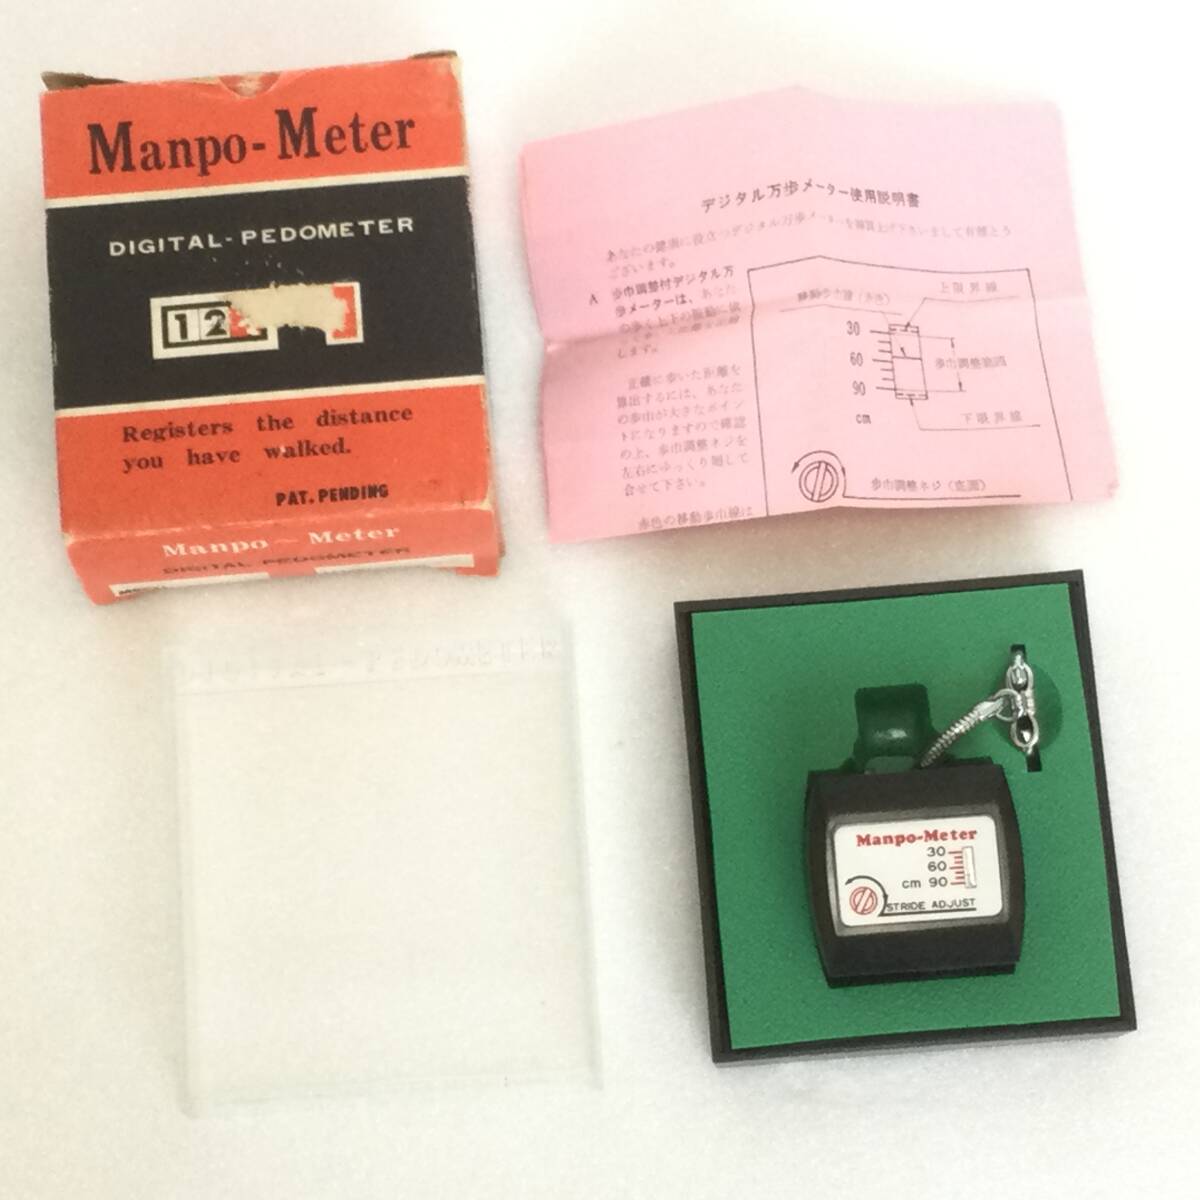 Manpo-Meter
DIGITAL-PEDOMETER
12
Registers the distance
you have walked.
PAT. PENDING
Manpo - Meter
DIGITAL PEDOMETER
デジタル万歩メーター使用説明書
あなたの健康に役立つデジタル万歩メーターを御買上げ下さいまして有難とう
ございます。
A 歩巾調整付デジタル万
歩メーターは、あなた
の歩く上下の振動に依
します。
正確に歩いた距離を
算出するには、あなた
の歩巾が大きなポイン
トになりますので確認
の上、歩巾調整ネジを
左右にゆっくり廻して
合せて下さい。
赤色の移動歩巾線は
上限界線
30
60
90
cm
歩巾調整範囲
下限界線
歩巾調整ネジ(底面)
Manpo-Meter
30
60
cm 90
STRIDE ADJUST